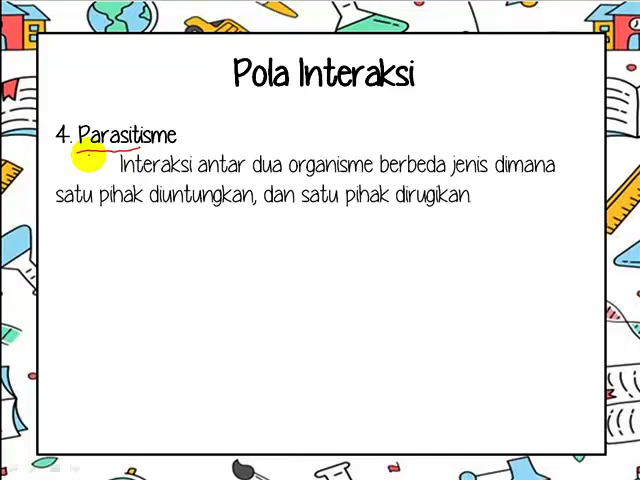 Pola Interaksi
4. Parasitisme
Interaksi antar dua organisme berbeda jenis dimana
satu pihak diuntungkan, dan satu pihak dirugikan.